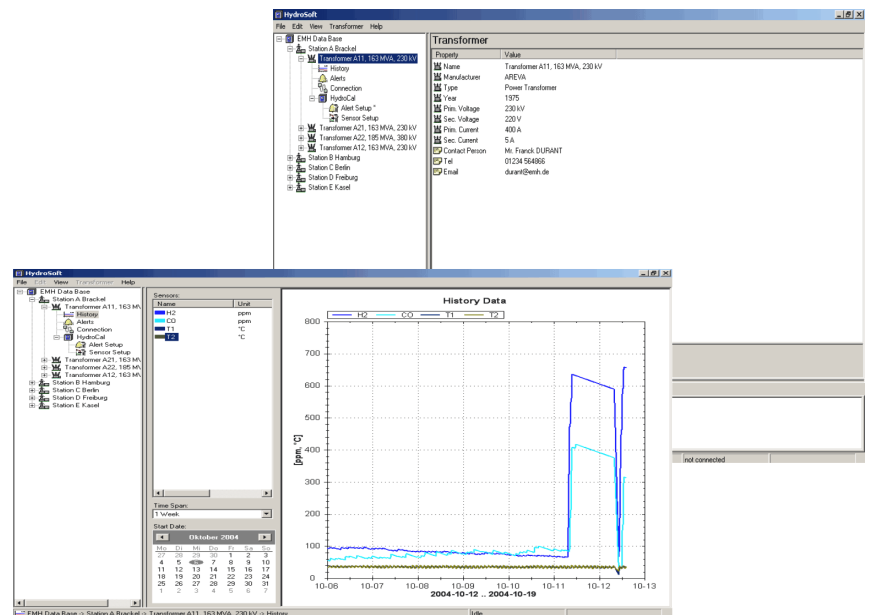 HydroSoft
File Edit View Transformer Help
EMH Data Base
Station A Brackel
Transformer A11, 163 MVA, 230 kV
History
Alerts
Connection
HydroCal
Alert Setup *
Sensor Setup
Transformer A21, 163 MVA, 230 kV
Transformer A22, 185 MVA, 380 kV
Transformer A12, 163 MVA, 230 kV
Station B Hamburg
Station C Berlin
Station D Freiburg
Station E Kasel
Transformer
Property Value
Name Transformer A11, 163 MVA, 230 kV
Manufacturer AREVA
Type Power Transformer
Year 1975
Prim. Voltage 230 kV
Sec. Voltage 220 V
Prim. Current 400 A
Sec. Current 5 A
Contact Person Mr. Franck DURANT
Tel 01234 564866
Email durant@emh.de
not connected
HydroSoft
File Edit View Transformer Help
EMH Data Base
Station A Brackel
Transformer A11, 163 M
History
Alerts
Connection
HydroCal
Alert Setup
Sensor Setup
Transformer A21, 163 M
Transformer A22, 185 M
Transformer A12, 163 M
Station B Hamburg
Station C Berlin
Station D Freiburg
Station E Kasel
Sensors:
Name Unit
H2 ppm
CO ppm
T1 °C
T2 °C
Time Span:
1 Week
Start Date:
Oktober 2004
Mo Di Mi Do Fr Sa So
27 28 29 30 1 2 3
4 5 7 8 9 10
11 12 13 14 15 16 17
18 19 20 21 22 23 24
25 26 27 28 29 30 31
1 2 3 4 5 6 7
History Data
H2 CO T1 T2
800
700
600
500
400
300
200
100
0
[ppm, °C]
10-06 10-07 10-08 10-09 10-10 10-11 10-12 10-13
2004-10-12 .. 2004-10-19
EMH Data Base -> Station A Brackel -> Transformer A11, 163 MVA, 230 kV -> History
Idle